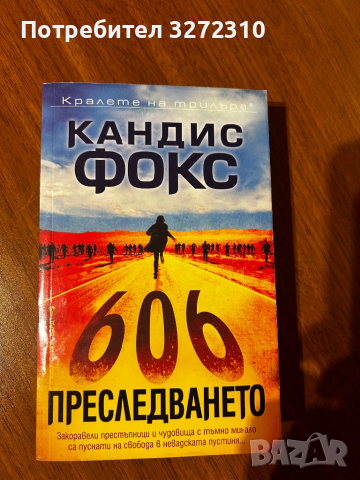 Потребител 3272310
Кралете на трилъра®
КАНДИС
ФОКС
606
ПРЕСЛЕДВАНЕТО
Закоравели престъпници и чудовища с тъмно минало
са пуснати на свобода в невадската пустиня...
BAZAR